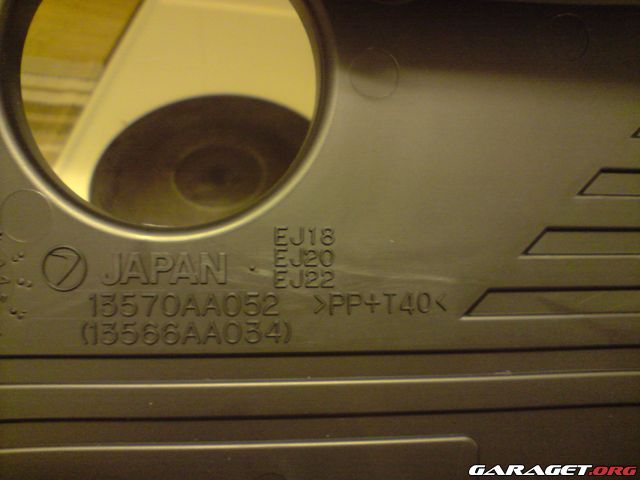 EJ18
EJ20
JAPAN · EJ22
13570AA052 >PP+T40<
(13566AA034)
GARAGET.ORG